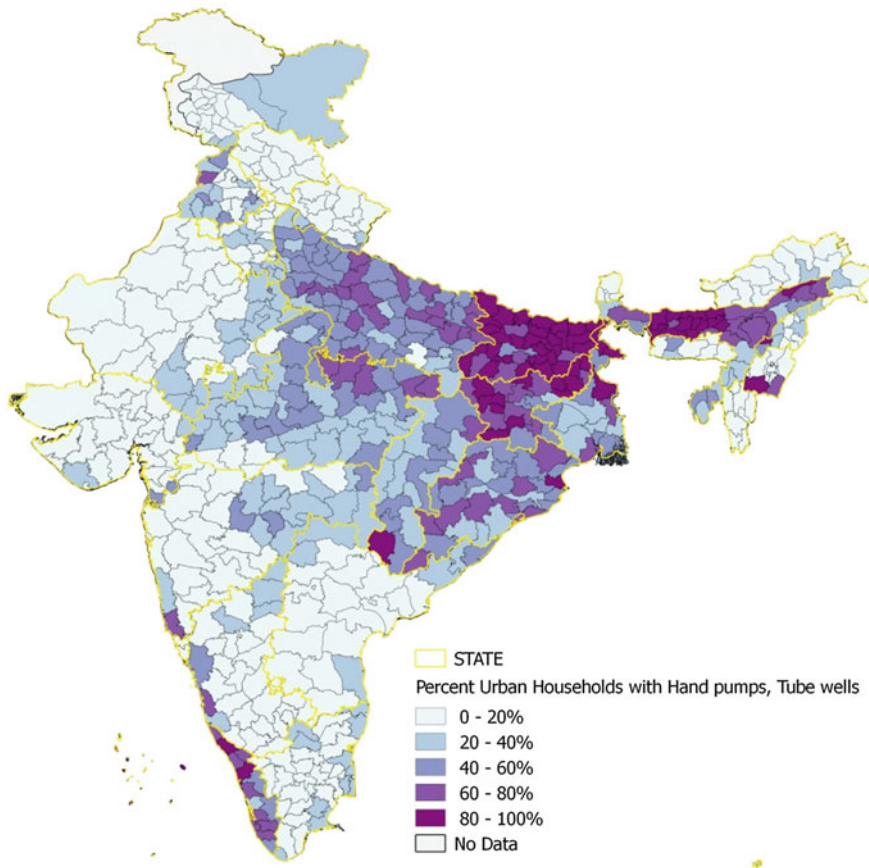 STATE
Percent Urban Households with Hand pumps, Tube wells
0 - 20%
20 - 40%
40 - 60%
60 - 80%
80 - 100%
No Data